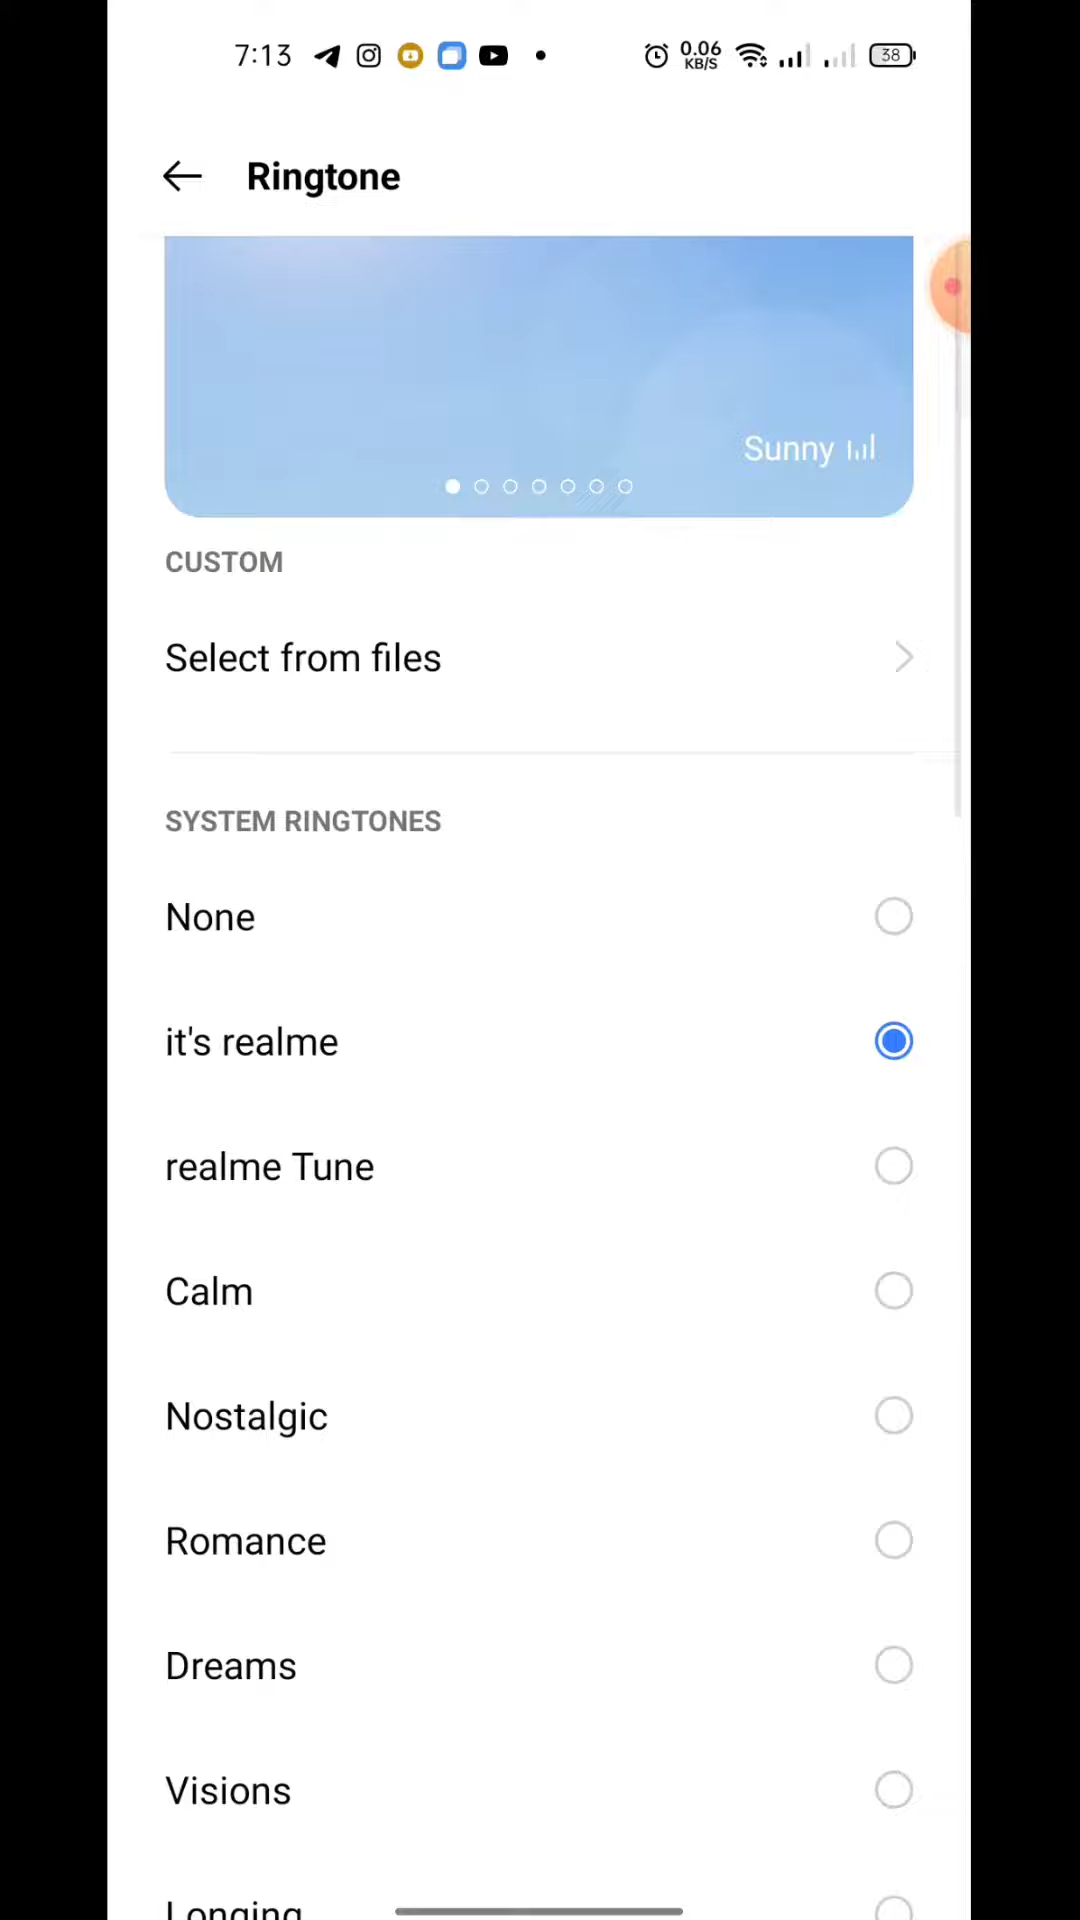 7:13 0.06 KB/S 38
Ringtone
Sunny
CUSTOM
Select from files
SYSTEM RINGTONES
None
it's realme
realme Tune
Calm
Nostalgic
Romance
Dreams
Visions
Longing